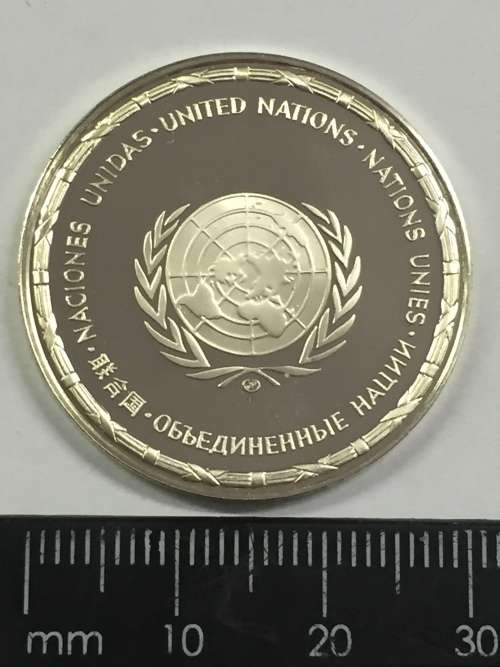 UNITED NATIONS · NATIONS UNIES · ОБЪЕДИНЕННЫЕ НАЦИИ · 联合国 · NACIONES UNIDAS ·
mm 10 20 30